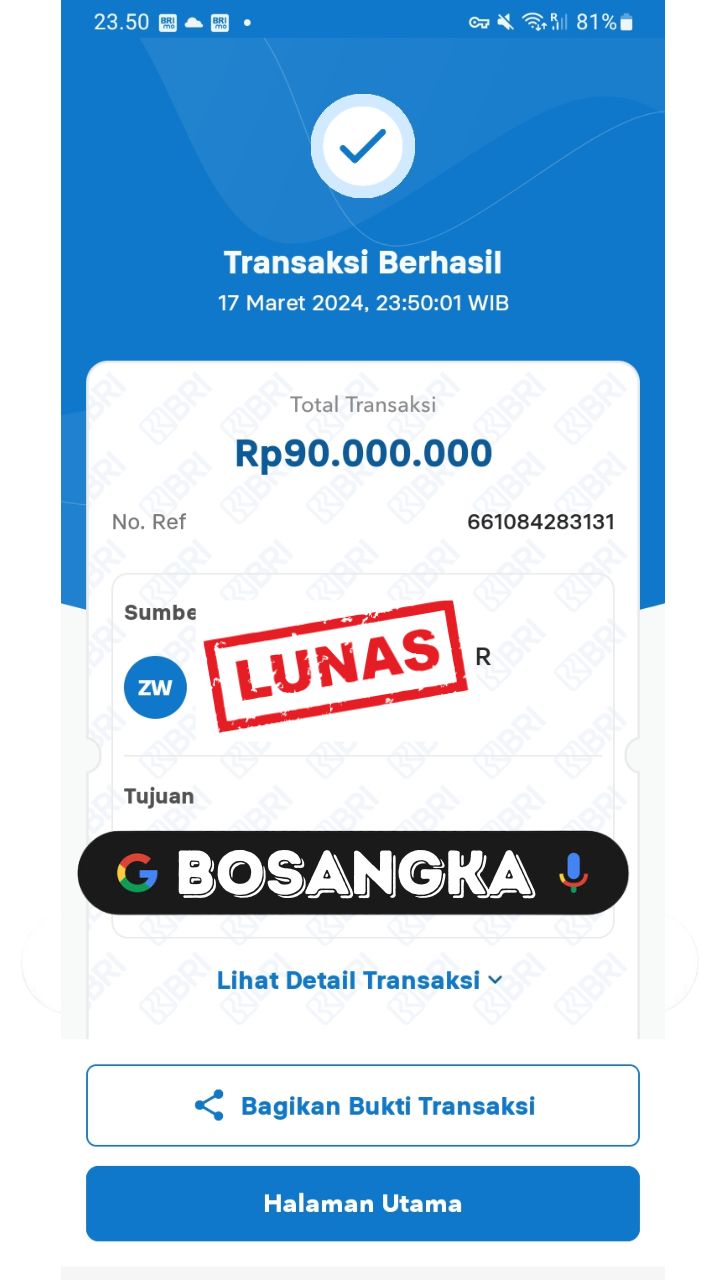 23.50 BRI mo BRI mo R 81%
Transaksi Berhasil
17 Maret 2024, 23:50:01 WIB
Total Transaksi
Rp90.000.000
No. Ref 661084283131
Sumbe
ZW LUNAS R
Tujuan
G BOSANGKA
Lihat Detail Transaksi
Bagikan Bukti Transaksi
Halaman Utama
BRI